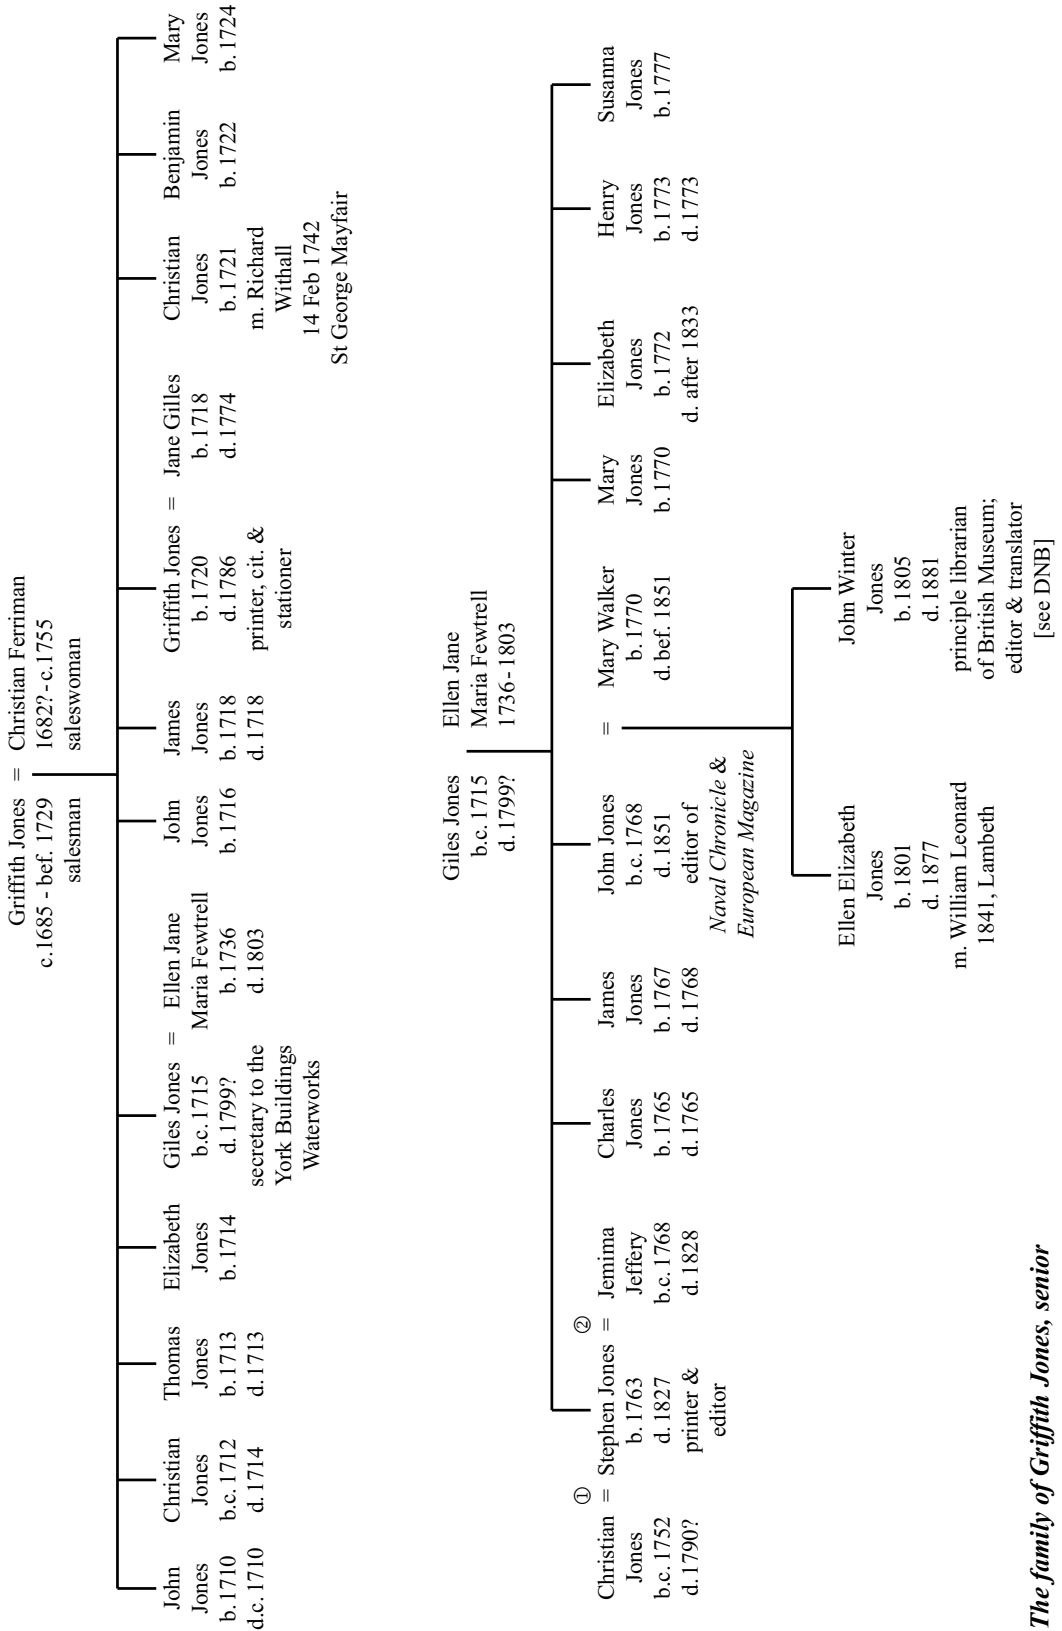 Griffith Jones = Christian Ferriman
c.1685 - bef. 1729 1682? - c.1755
salesman saleswoman
John
Jones
b.1710
d.c.1710
Christian
Jones
b.c.1712
d.1714
Thomas
Jones
b.1713
d.1713
Elizabeth
Jones
b.1714
Giles Jones = Ellen Jane
b.c.1715 Maria Fewtrell
d.1799? b.1736
secretary to the d.1803
York Buildings
Waterworks
John
Jones
b.1716
James
Jones
b.1718
d.1718
Griffith Jones = Jane Gilles
b.1720 b.1718
d.1786 d.1774
printer, cit. &
stationer
Christian
Jones
b.1721
m. Richard
Withall
14 Feb 1742
St George Mayfair
Benjamin
Jones
b.1722
Mary
Jones
b.1724
Giles Jones
b.c.1715
d.1799?
Ellen Jane
Maria Fewtrell
1736-1803
① ②
Christian = Stephen Jones = Jemima
Jones b.1763 Jeffery
b.c.1752 d.1827 b.c.1768
d.1790? printer & d.1828
editor
Charles
Jones
b.1765
d.1765
James
Jones
b.1767
d.1768
John Jones = Mary Walker
b.c.1768 b.1770
d.1851 d. bef. 1851
editor of
Naval Chronicle &
European Magazine
Mary
Jones
b.1770
Elizabeth
Jones
b.1772
d. after 1833
Henry
Jones
b.1773
d.1773
Susanna
Jones
b.1777
Ellen Elizabeth
Jones
b.1801
d. 1877
m. William Leonard
1841, Lambeth
John Winter
Jones
b.1805
d.1881
principle librarian
of British Museum;
editor & translator
[see DNB]
The family of Griffith Jones, senior